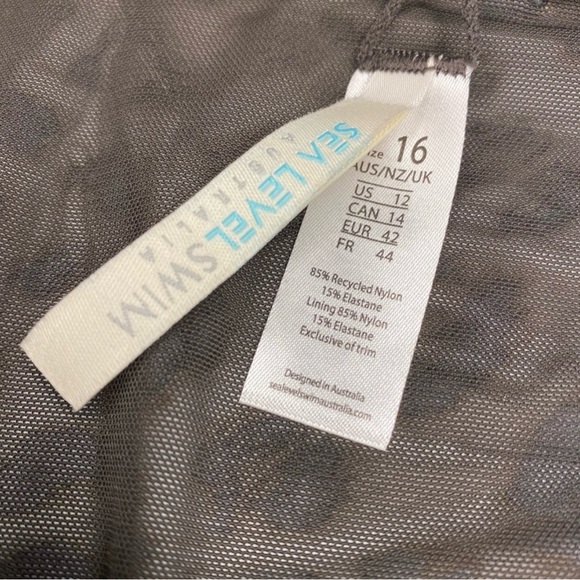 SEA LEVEL SWIM
AUSTRALIA
16
AUS/NZ/UK
US 12
CAN 14
EUR 42
FR 44
85% Recycled Nylon
15% Elastane
Lining 85% Nylon
15% Elastane
Exclusive of trim
Designed in Australia
sealevelswimaustralia.com